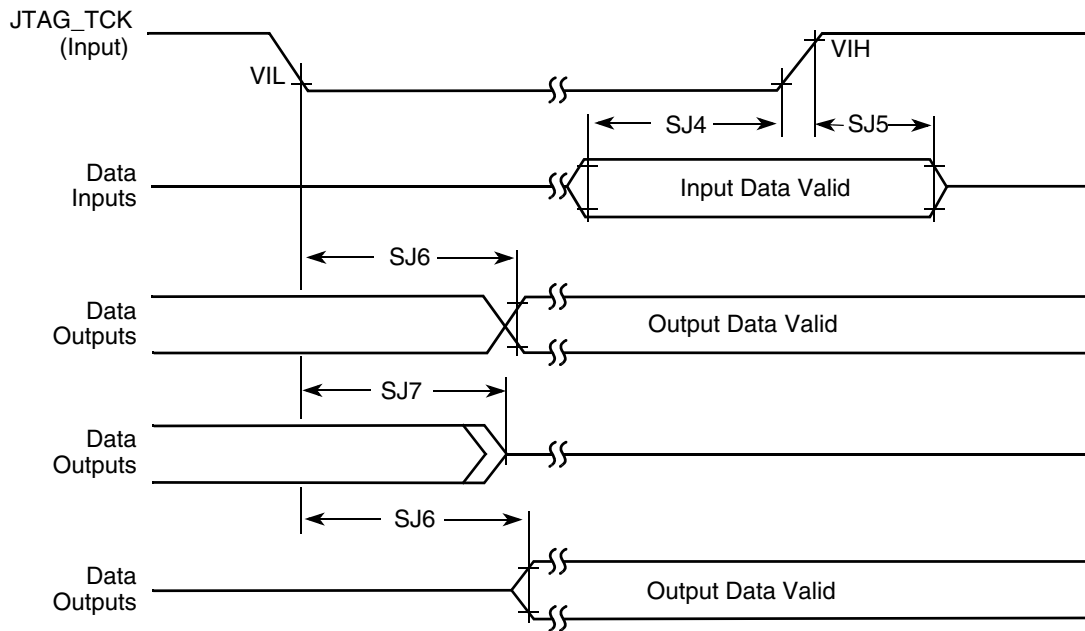 JTAG_TCK
(Input)
VIL
VIH
SJ4
SJ5
Data
Inputs
Input Data Valid
SJ6
Data
Outputs
Output Data Valid
SJ7
Data
Outputs
SJ6
Data
Outputs
Output Data Valid